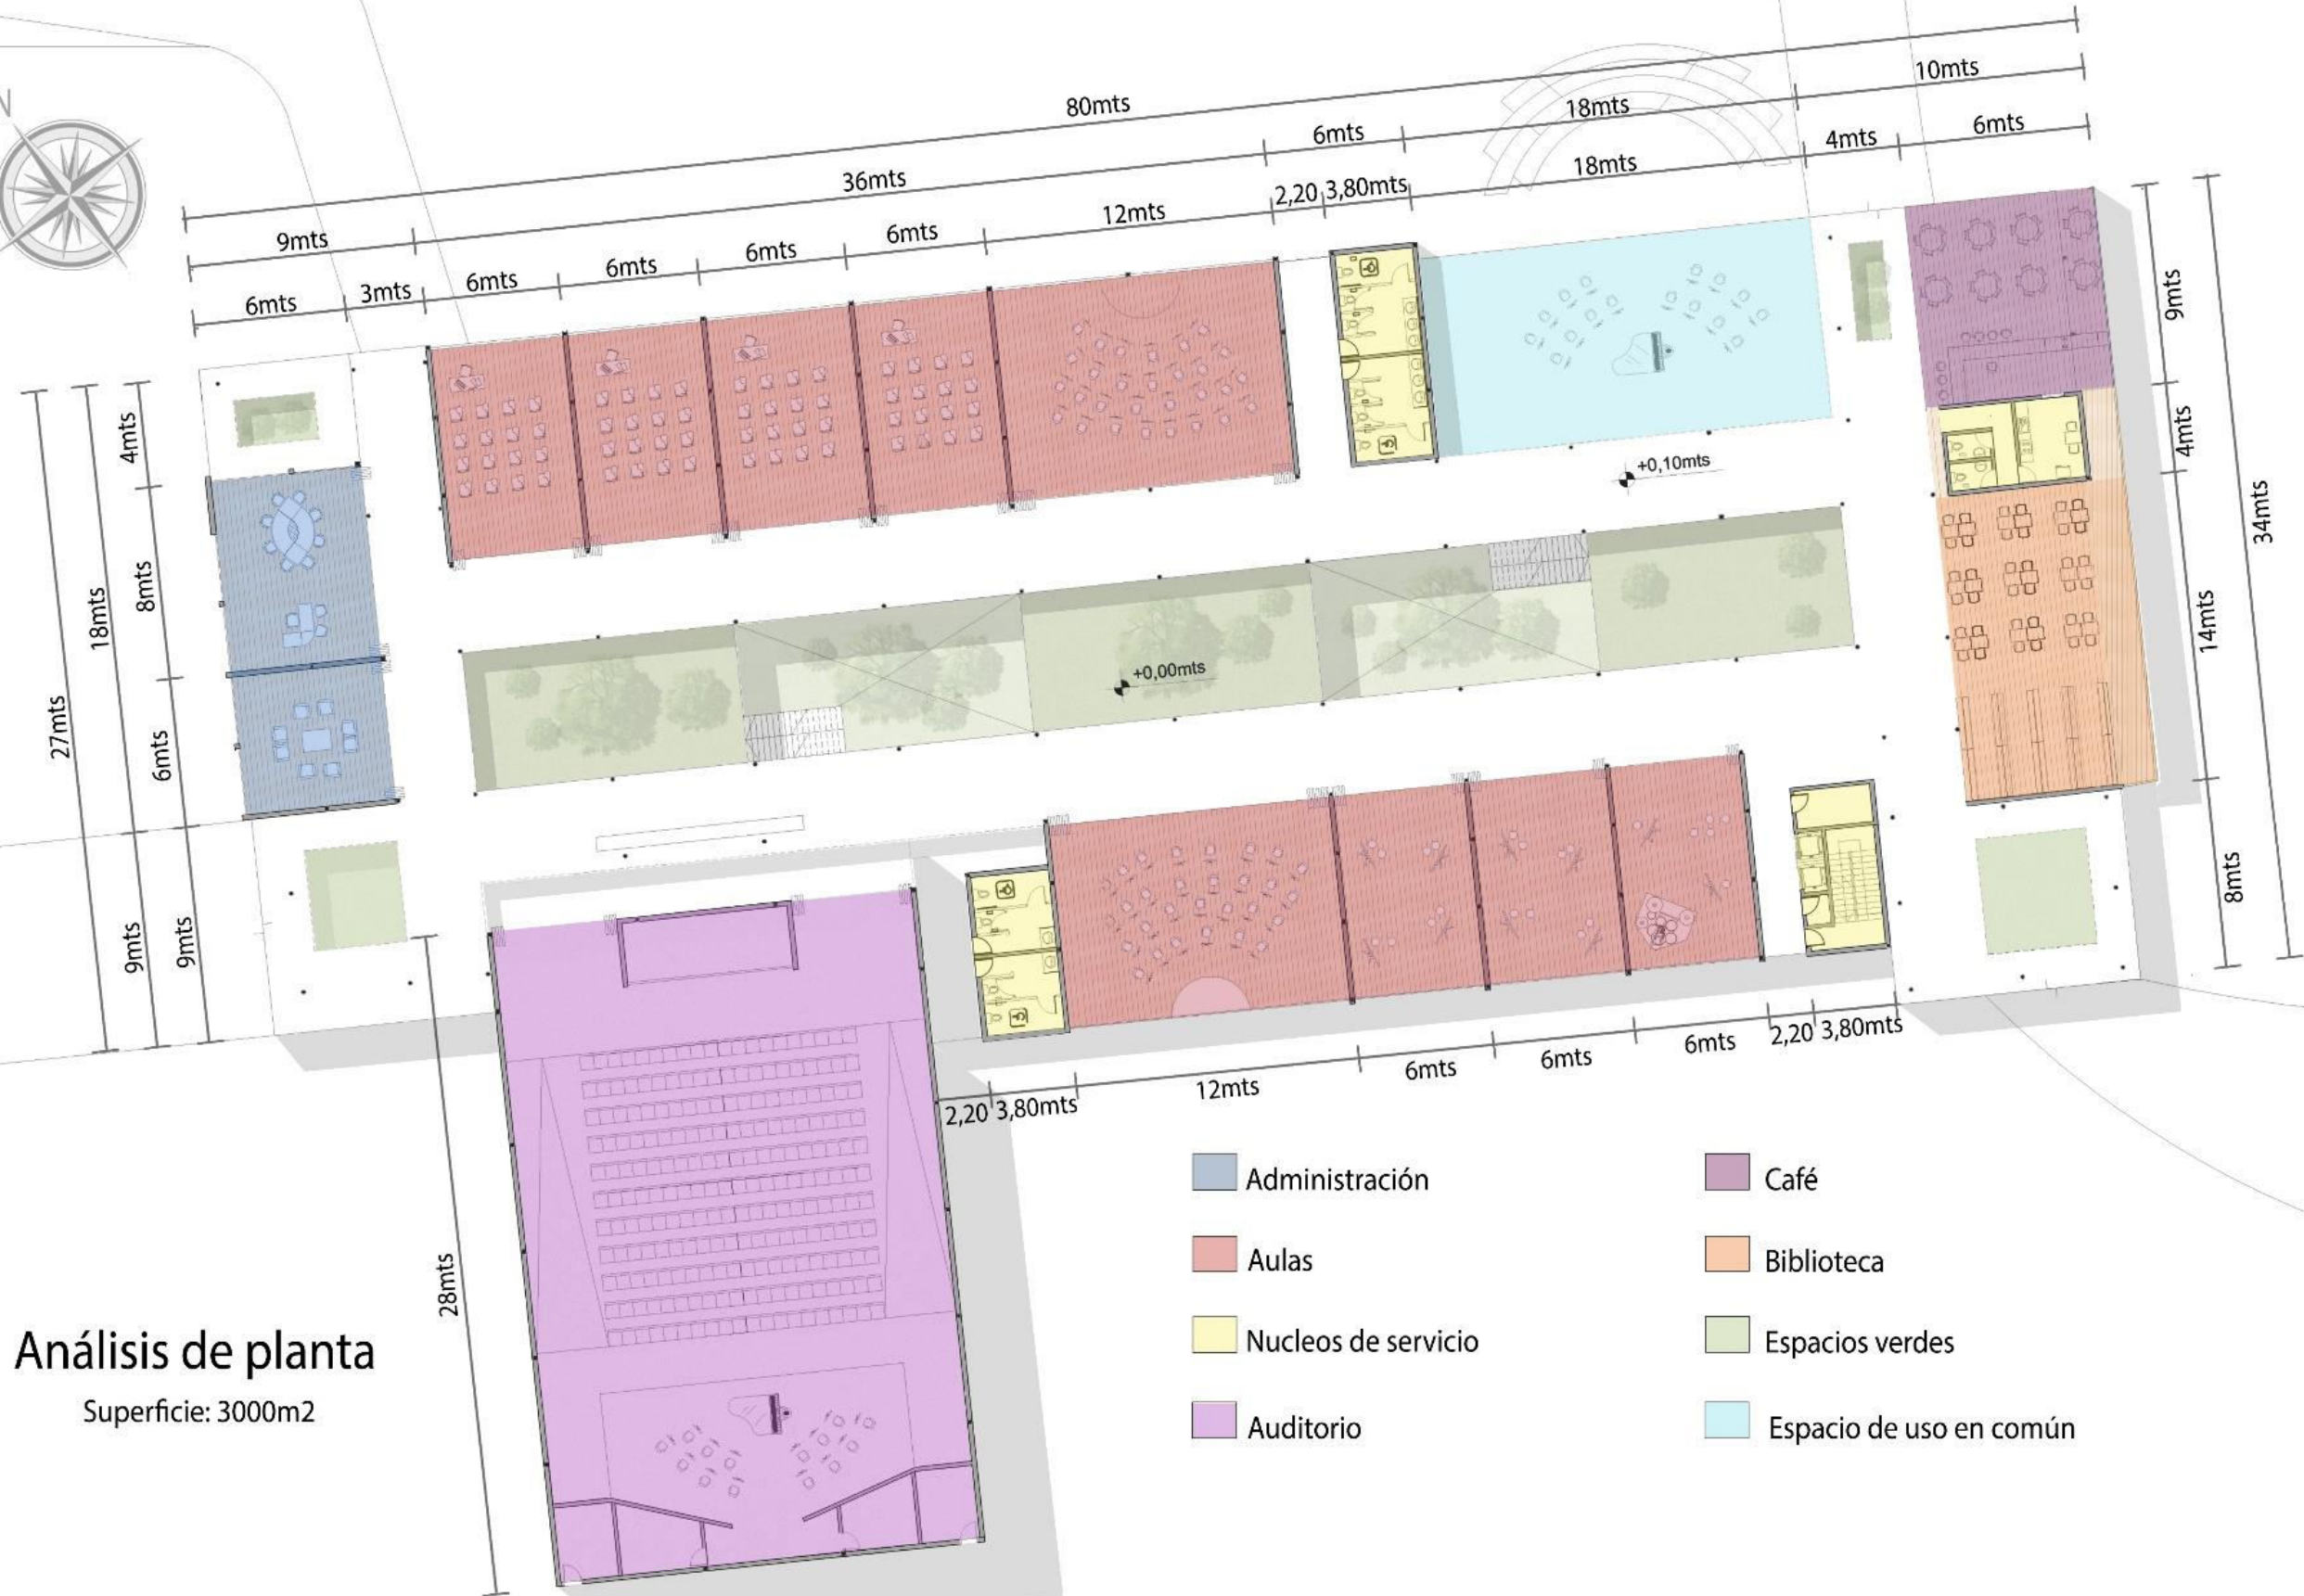 N
80mts
10mts
36mts
6mts
18mts
9mts
4mts
6mts
6mts
3mts
6mts
6mts
6mts
6mts
12mts
2,20
3,80mts
18mts
4mts
8mts
6mts
18mts
27mts
9mts
9mts
28mts
9mts
4mts
14mts
8mts
34mts
+0,10mts
+0,00mts
2,20
3,80mts
12mts
6mts
6mts
6mts
2,20
3,80mts
Análisis de planta
Superficie: 3000m2
Administración
Aulas
Nucleos de servicio
Auditorio
Café
Biblioteca
Espacios verdes
Espacio de uso en común